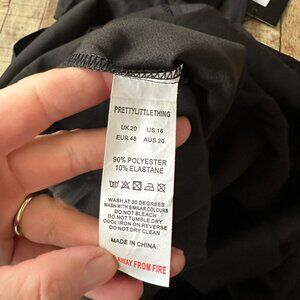 PRETTYLITTLETHING
UK 20 US 16
EUR 48 AUS 20
90% POLYESTER
10% ELASTANE
WASH AT 30 DEGREES
WASH WITH SIMILAR COLOURS
DO NOT BLEACH
DO NOT TUMBLE DRY
COOL IRON ON REVERSE
DO NOT DRY CLEAN
MADE IN CHINA
AWAY FROM FIRE